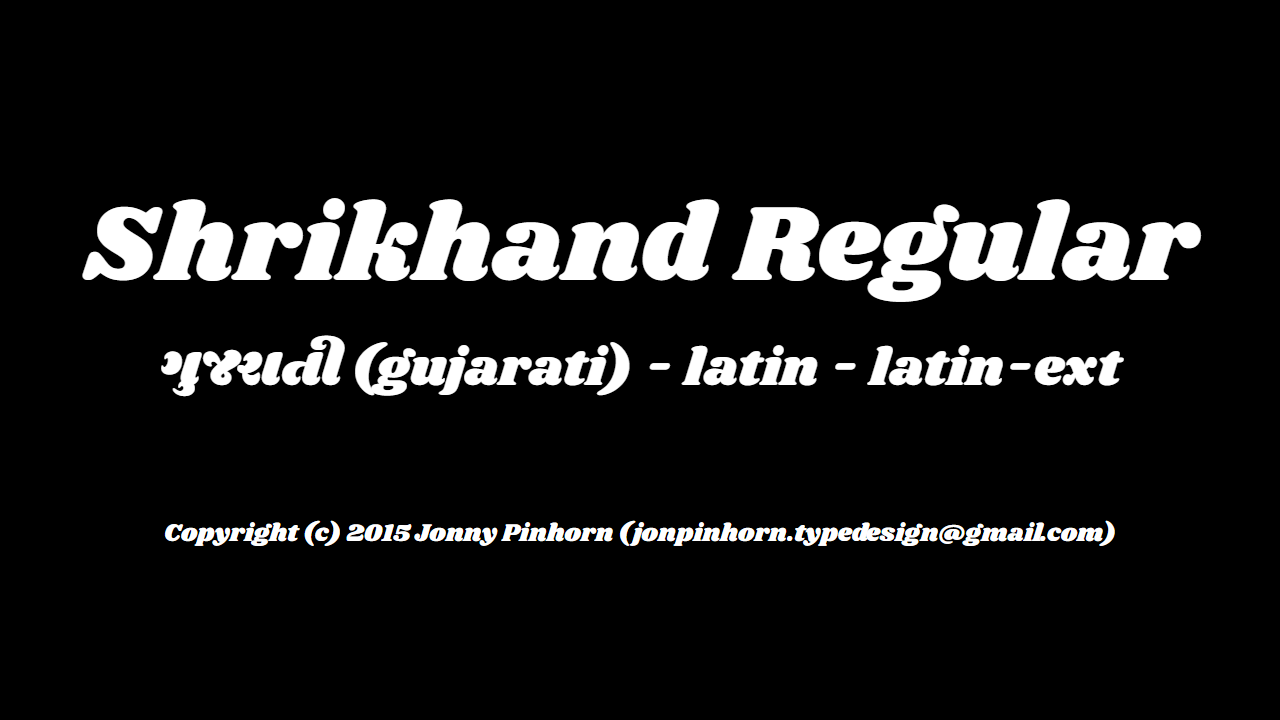 Shrikhand Regular
ગુજરાતી (gujarati) - latin - latin-ext
Copyright (c) 2015 Jonny Pinhorn (jonpinhorn.typedesign@gmail.com)